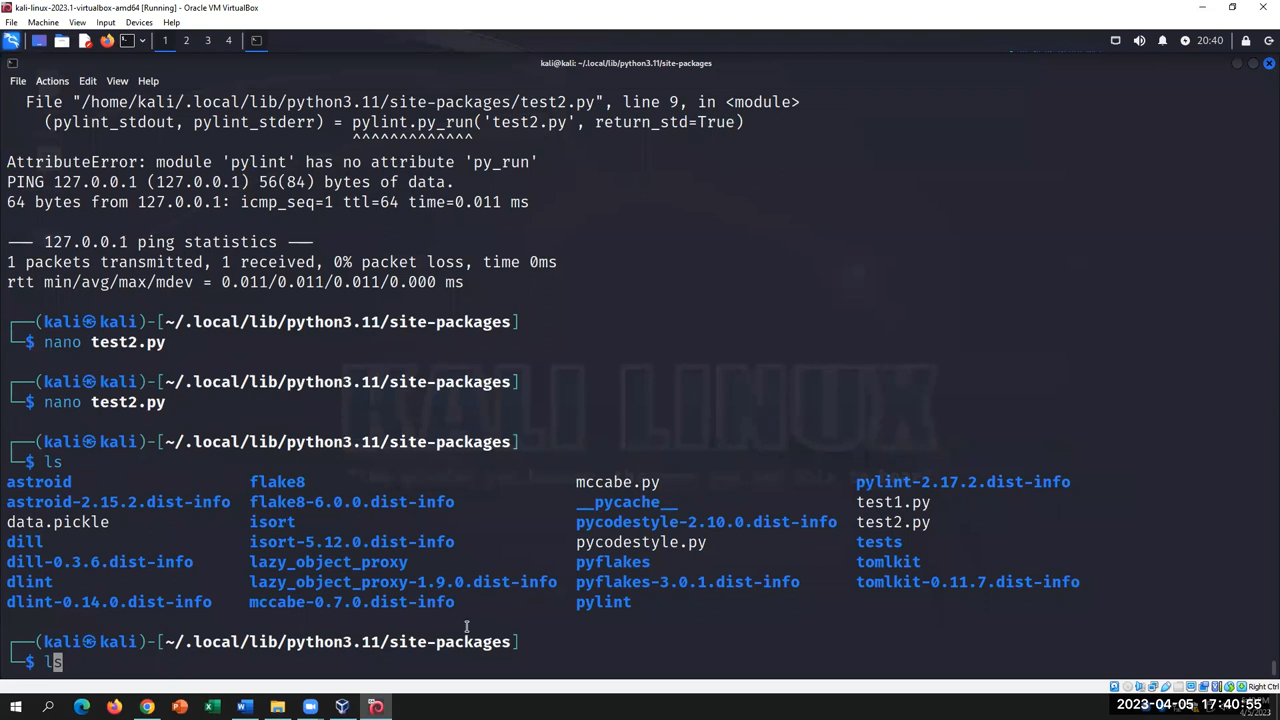 kali-linux-2023.1-virtualbox-amd64 [Running] - Oracle VM VirtualBox
File Machine View Input Devices Help
1 2 3 4 20:40
kali@kali: ~/.local/lib/python3.11/site-packages
File Actions Edit View Help
File "/home/kali/.local/lib/python3.11/site-packages/test2.py", line 9, in <module>
(pylint_stdout, pylint_stderr) = pylint.py_run('test2.py', return_std=True)
^^^^^^^^^^^^^
AttributeError: module 'pylint' has no attribute 'py_run'
PING 127.0.0.1 (127.0.0.1) 56(84) bytes of data.
64 bytes from 127.0.0.1: icmp_seq=1 ttl=64 time=0.011 ms
--- 127.0.0.1 ping statistics ---
1 packets transmitted, 1 received, 0% packet loss, time 0ms
rtt min/avg/max/mdev = 0.011/0.011/0.011/0.000 ms
┌──(kali㉿kali)-[~/.local/lib/python3.11/site-packages]
└─$ nano test2.py
┌──(kali㉿kali)-[~/.local/lib/python3.11/site-packages]
└─$ nano test2.py
┌──(kali㉿kali)-[~/.local/lib/python3.11/site-packages]
└─$ ls
astroid flake8 mccabe.py pylint-2.17.2.dist-info
astroid-2.15.2.dist-info flake8-6.0.0.dist-info __pycache__ test1.py
data.pickle isort pycodestyle-2.10.0.dist-info test2.py
dill isort-5.12.0.dist-info pycodestyle.py tests
dill-0.3.6.dist-info lazy_object_proxy pyflakes tomlkit
dlint lazy_object_proxy-1.9.0.dist-info pyflakes-3.0.1.dist-info tomlkit-0.11.7.dist-info
dlint-0.14.0.dist-info mccabe-0.7.0.dist-info pylint
┌──(kali㉿kali)-[~/.local/lib/python3.11/site-packages]
└─$ ls
KALI LINUX
Right Ctrl
2023-04-05 17:40:55